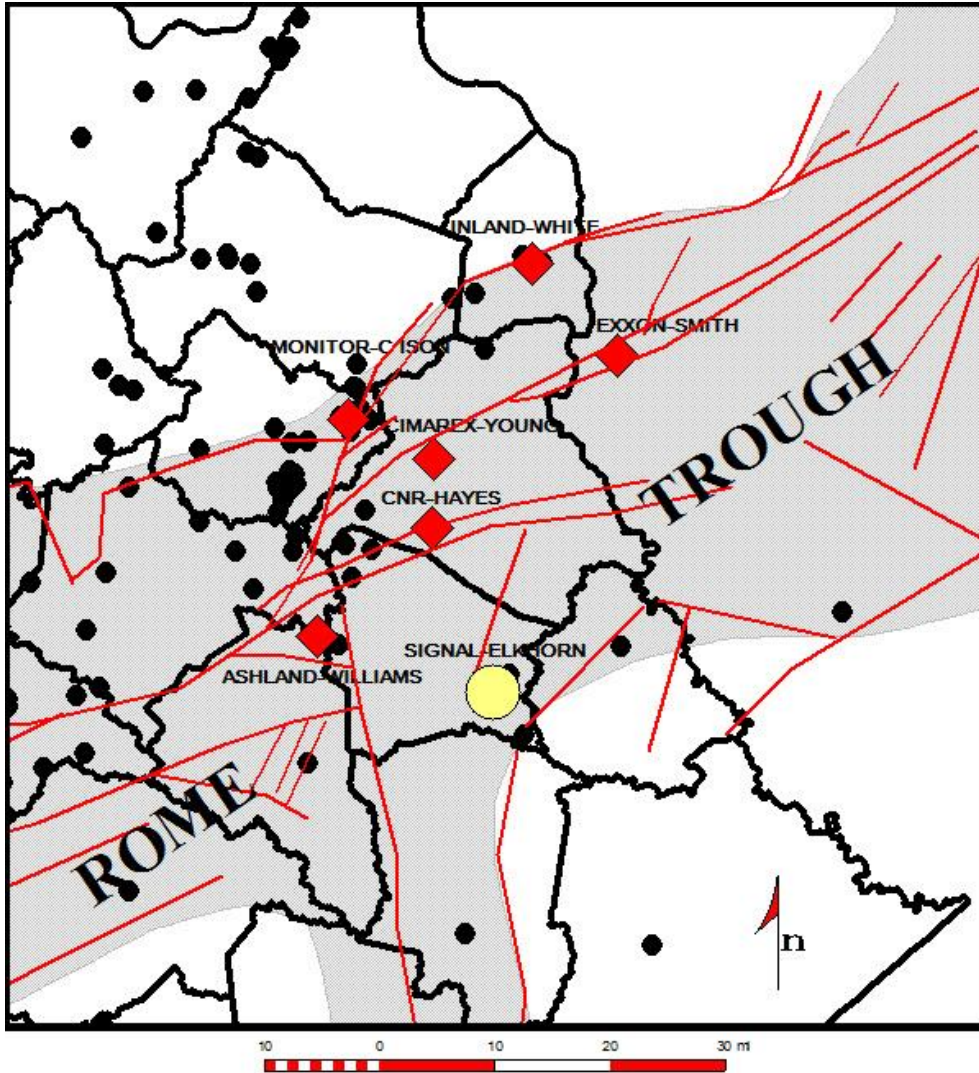 INLAND-WHITE
EXXON-SMITH
MONITOR-C ISON
CIMAREX-YOUNG
CNR-HAYES
TROUGH
SIGNAL-ELKHORN
ASHLAND-WILLIAMS
ROME
n
10 0 10 20 30 mi